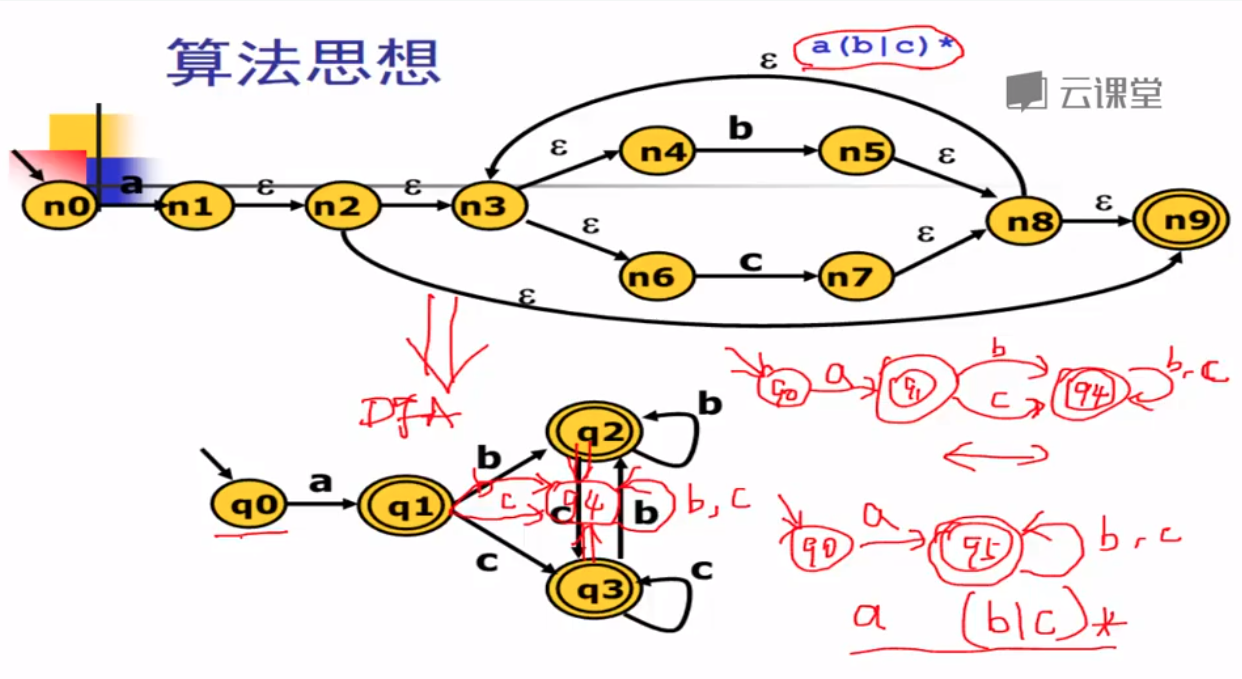 算法思想
a(b|c)*
云课堂
ε
n0 a n1 ε n2 ε n3 ε n4 b n5 ε n8 ε n9
ε n6 c n7 ε
ε
DFA
q0 a q1 b c q4 b, c
q0 a q1 b q2 b
c b
c q3 c
q4 b, c
q0 a q5 b, c
a (b|c)*